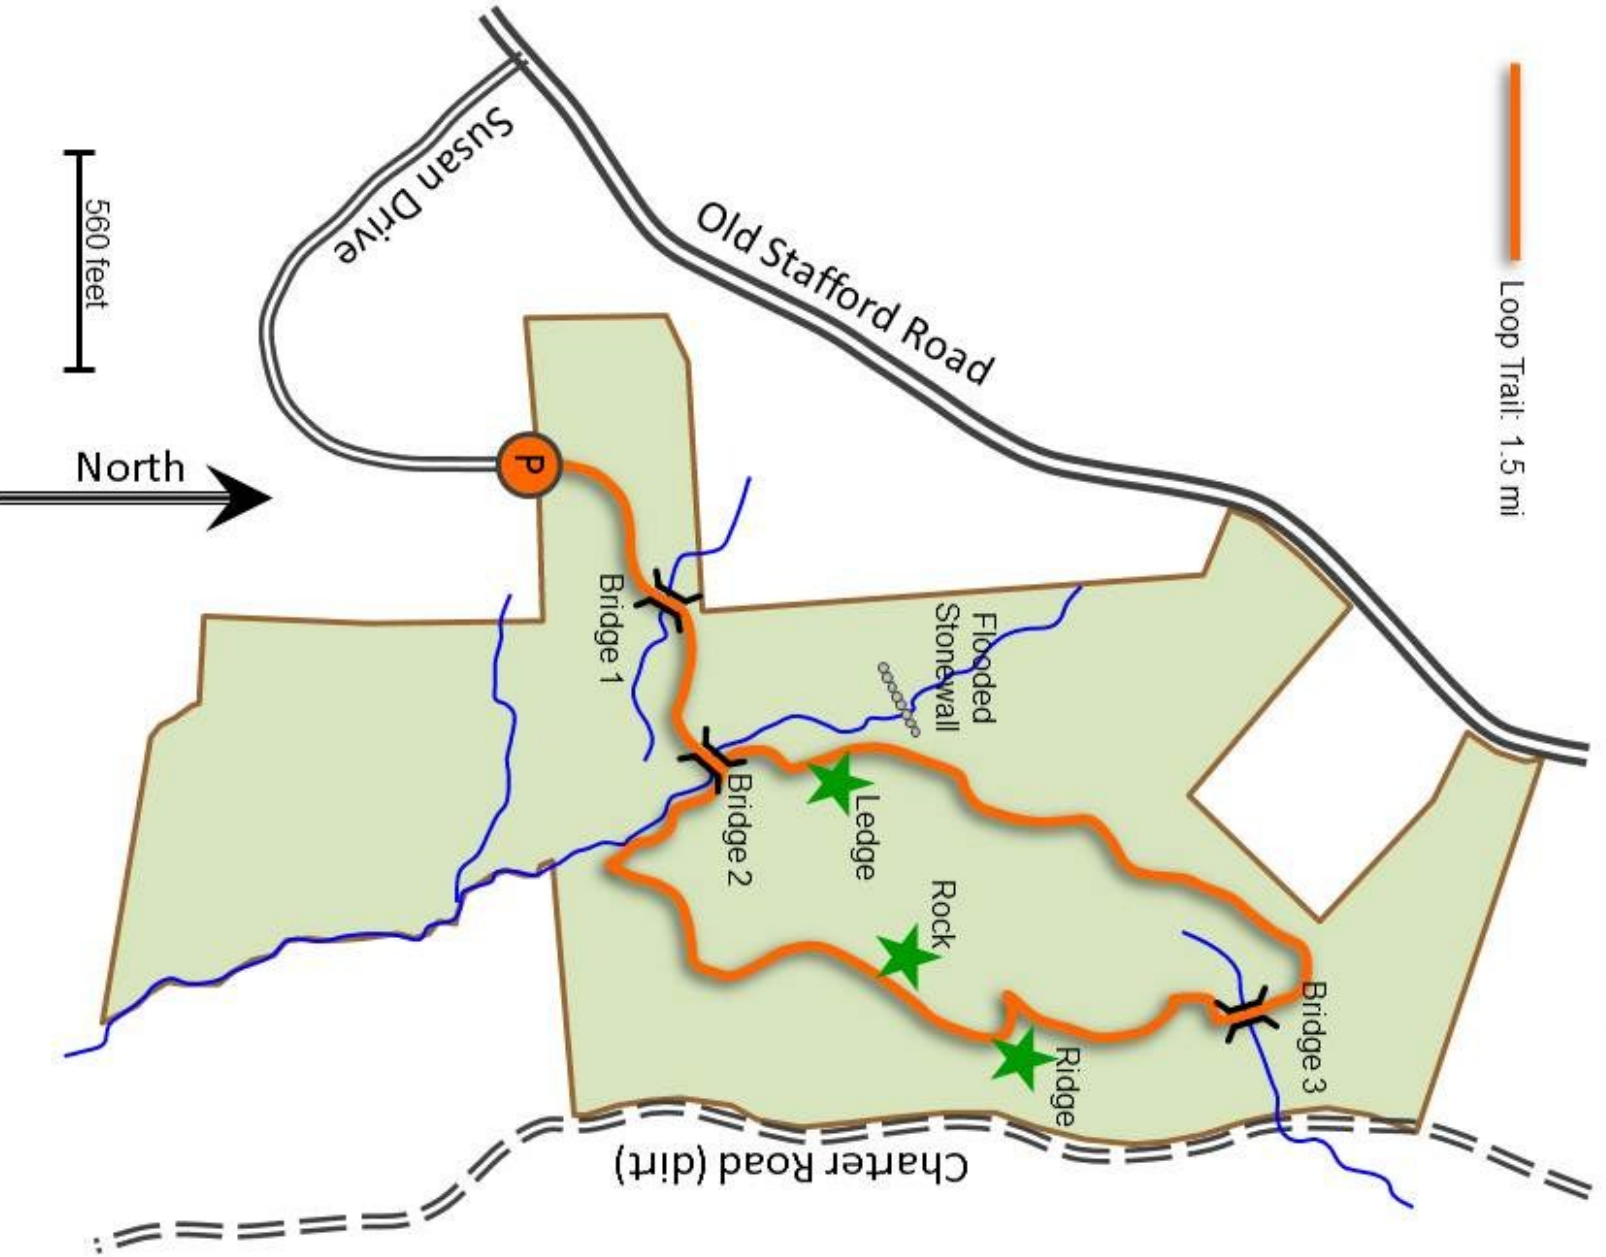 Loop Trail: 1.5 mi
Susan Drive
Old Stafford Road
560 feet
North
P
Bridge 1
Flooded
Stonewall
Bridge 2
Ledge
Rock
Bridge 3
Ridge
Charter Road (dirt)